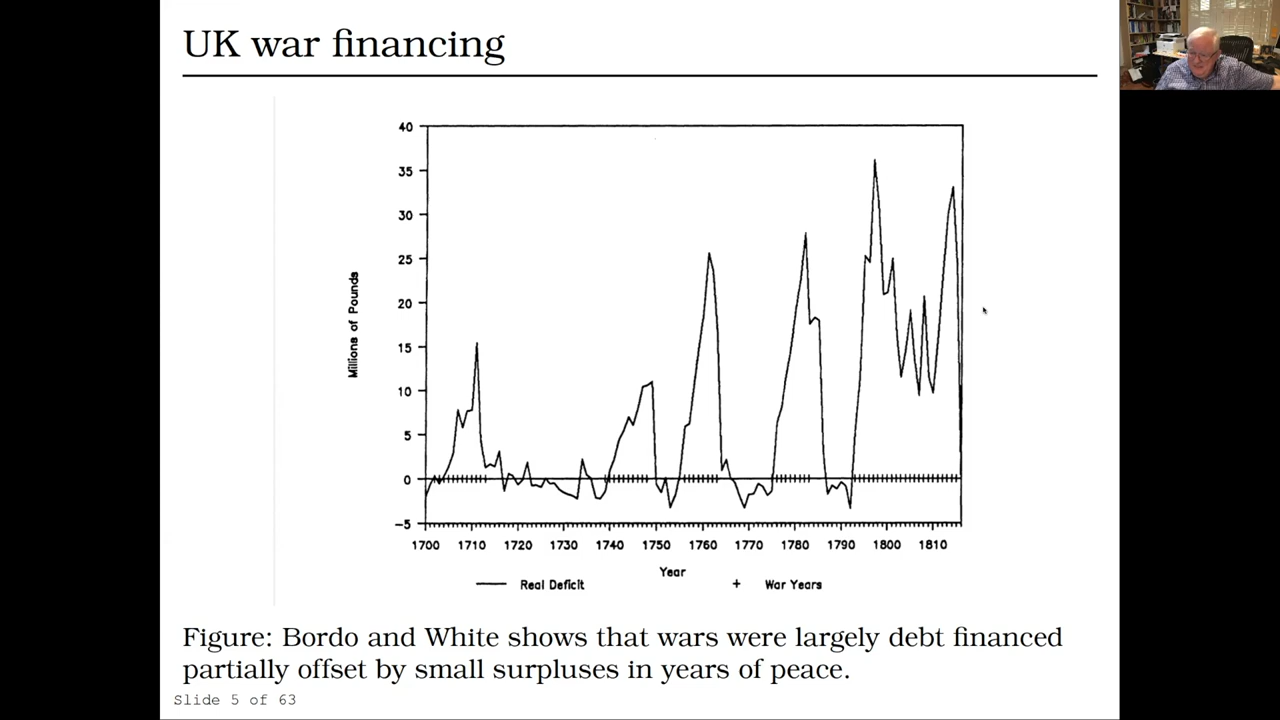 UK war financing
40
35
30
25
20
15
10
5
0
−5
Millions of Pounds
1700 1710 1720 1730 1740 1750 1760 1770 1780 1790 1800 1810
Year
Real Deficit + War Years
Figure: Bordo and White shows that wars were largely debt financed
partially offset by small surpluses in years of peace.
Slide 5 of 63